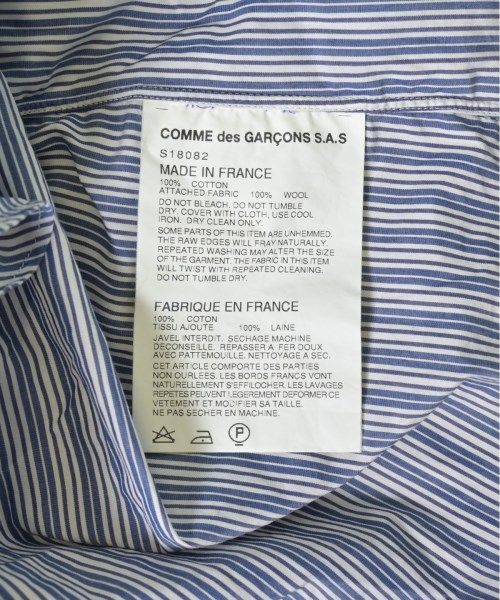 COMME des GARÇONS S.A.S
S18082
MADE IN FRANCE
100% COTTON
ATTACHED FABRIC 100% WOOL
DO NOT BLEACH. DO NOT TUMBLE
DRY. COVER WITH CLOTH, USE COOL
IRON. DRY CLEAN ONLY.
SOME PARTS OF THIS ITEM ARE UNHEMMED.
THE RAW EDGES WILL FRAY NATURALLY.
REPEATED WASHING MAY ALTER THE SIZE
OF THE GARMENT. THE FABRIC IN THIS ITEM
WILL TWIST WITH REPEATED CLEANING.
DO NOT TUMBLE DRY.
FABRIQUE EN FRANCE
100% COTON
TISSU AJOUTE 100% LAINE
JAVEL INTERDIT. SECHAGE MACHINE
DECONSEILLE. REPASSER A FER DOUX
AVEC PATTEMOUILLE. NETTOYAGE A SEC.
CET ARTICLE COMPORTE DES PARTIES
NON OURLEES. LES BORDS FRANCS VONT
NATURELLEMENT S'EFFILOCHER. LES LAVAGES
REPETES PEUVENT LEGEREMENT DEFORMER CE
VETEMENT ET MODIFIER SA TAILLE.
NE PAS SECHER EN MACHINE.
P